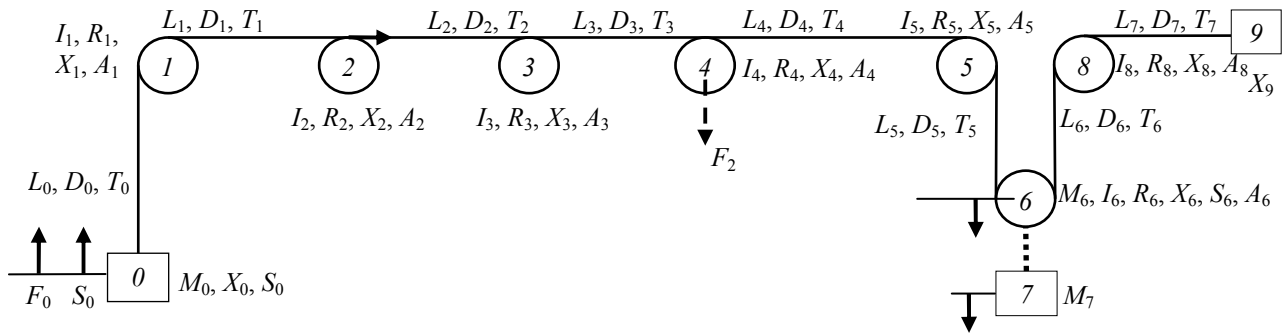 L₁, D₁, T₁
L₂, D₂, T₂
L₃, D₃, T₃
L₄, D₄, T₄
I₅, R₅, X₅, A₅
L₇, D₇, T₇
9
I₁, R₁,
X₁, A₁
1
2
3
4
I₄, R₄, X₄, A₄
5
8
I₈, R₈, X₈, A₈
X₉
I₂, R₂, X₂, A₂
I₃, R₃, X₃, A₃
L₅, D₅, T₅
L₆, D₆, T₆
F₂
L₀, D₀, T₀
6
M₆, I₆, R₆, X₆, S₆, A₆
F₀
S₀
0
M₀, X₀, S₀
7
M₇